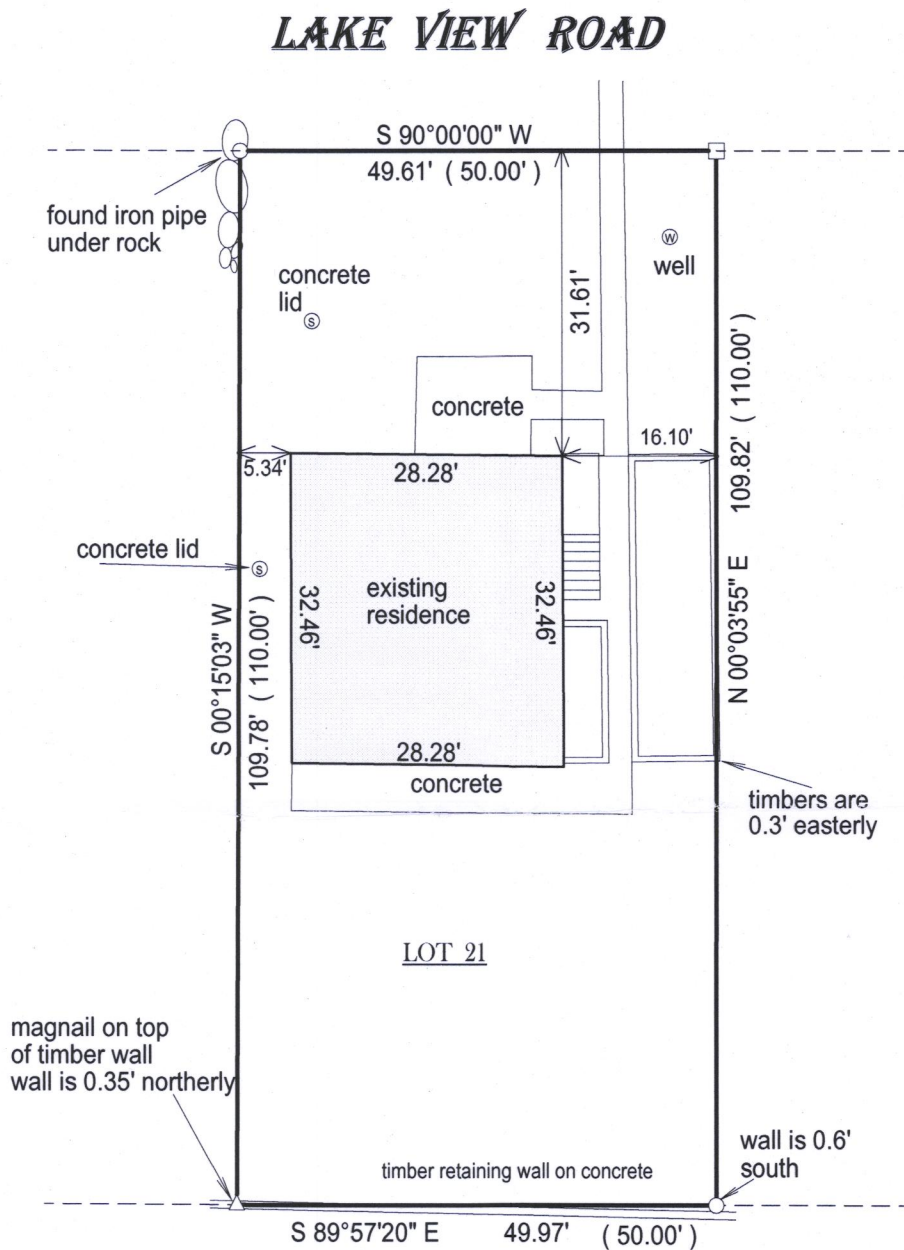 LAKE VIEW ROAD
S 90°00'00" W
49.61' ( 50.00' )
found iron pipe
under rock
W
well
concrete
lid
S
31.61'
concrete
16.10'
109.82' ( 110.00' )
N 00°03'55" E
5.34'
28.28'
concrete lid
S
existing
residence
32.46'
32.46'
S 00°15'03" W
109.78' ( 110.00' )
28.28'
concrete
timbers are
0.3' easterly
LOT 21
magnail on top
of timber wall
wall is 0.35' northerly
wall is 0.6'
south
timber retaining wall on concrete
S 89°57'20" E 49.97' ( 50.00' )